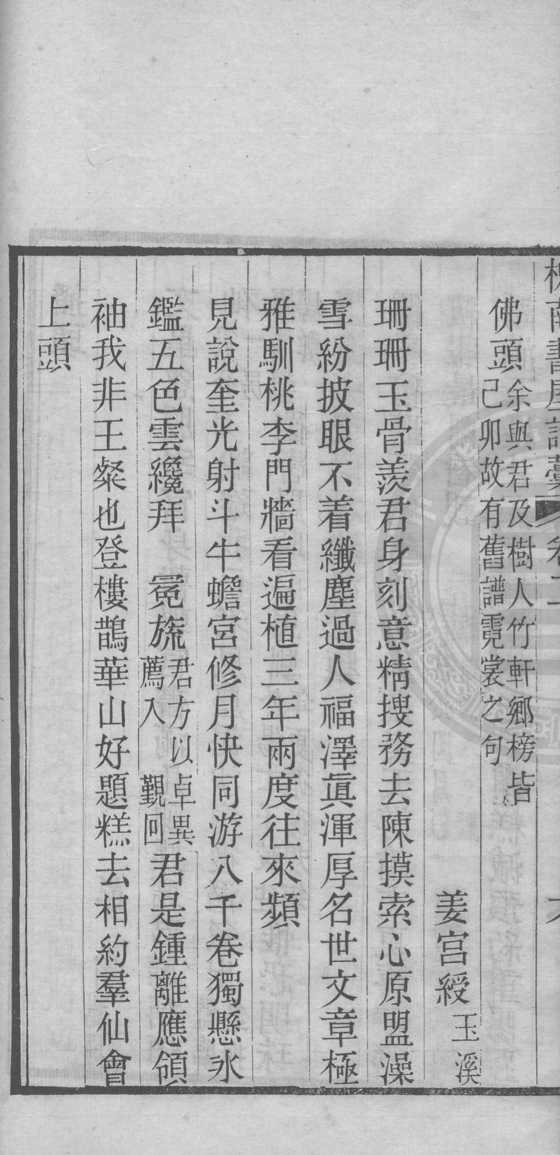 書屋詩彙 卷二
佛頭余與君及樹人竹軒鄉榜皆己卯故有舊譜霓裳之句
姜宫綬玉溪
珊珊玉骨羨君身刻意精搜務去陳摸索心原盟澡
雪紛披眼不着纖塵過人福澤眞渾厚名世文章極
雅馴桃李門牆看遍植三年兩度往來頻
見說奎光射斗牛蟾宮修月快同游八千卷獨懸氷
鑑五色雲纔拜 冕旒君方以卓異薦入 覲回君是鍾離應領
袖我非王粲也登樓鵲華山好題糕去相約羣仙會
上頭